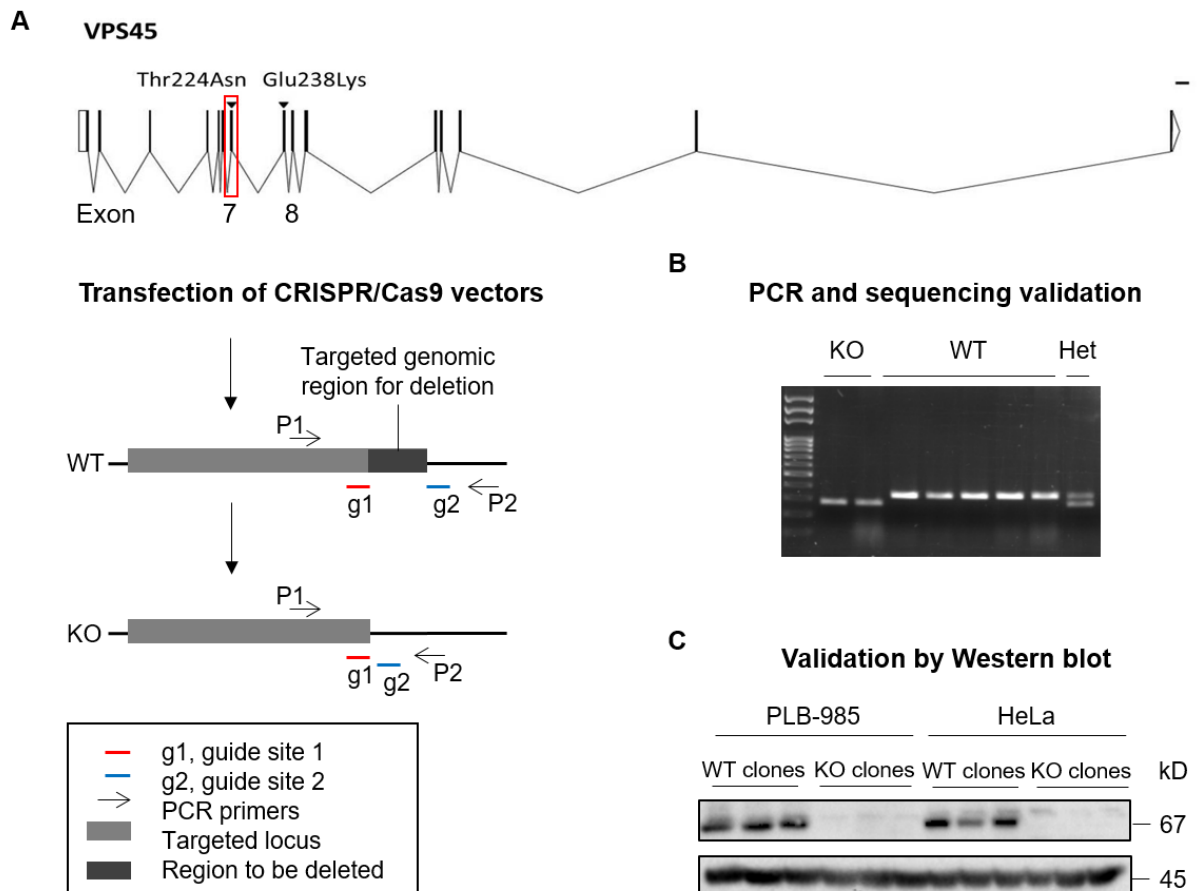 A
VPS45
Thr224Asn Glu238Lys
Exon 7 8
Transfection of CRISPR/Cas9 vectors
Targeted genomic
region for deletion
P1
WT
g1 g2 P2
P1
KO
g1 g2 P2
g1, guide site 1
g2, guide site 2
PCR primers
Targeted locus
Region to be deleted
B
PCR and sequencing validation
KO WT Het
C
Validation by Western blot
PLB-985 HeLa
WT clones KO clones WT clones KO clones kD
67
45